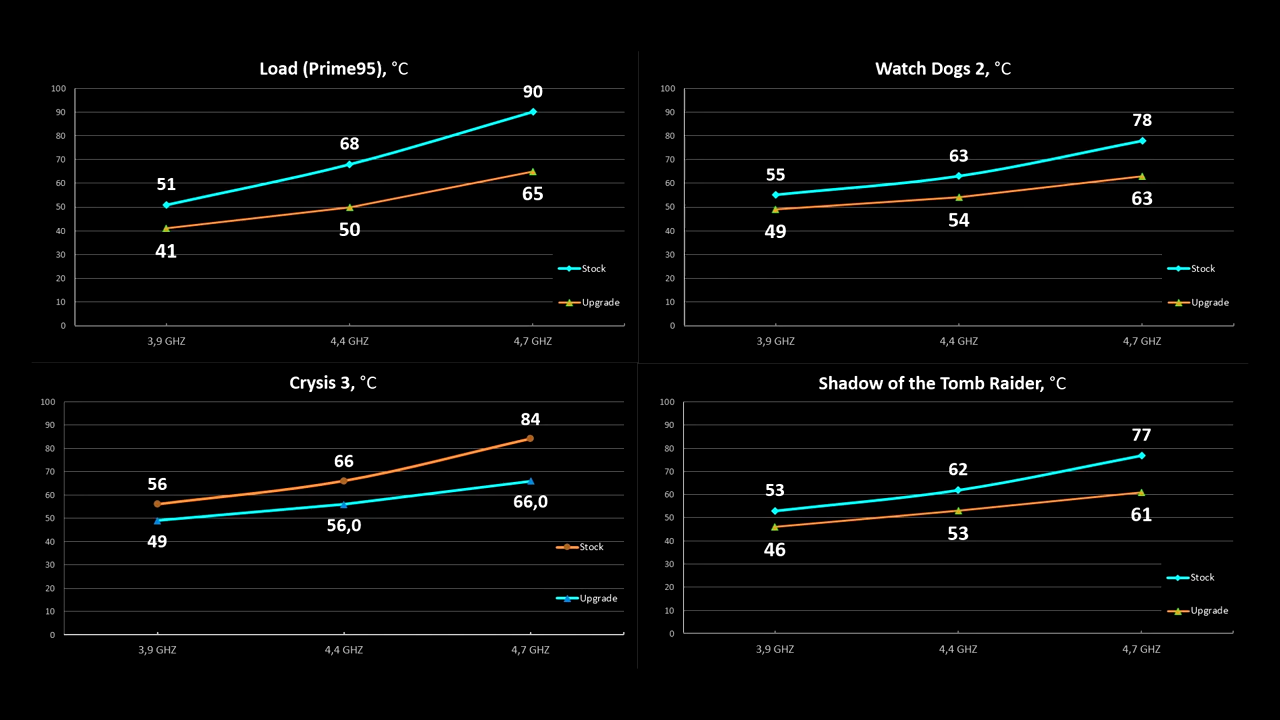 Load (Prime95), °C
100
90
80
70
60
50
40
30
20
10
0
51
68
90
41
50
65
Stock
Upgrade
3,9 GHZ
4,4 GHZ
4,7 GHZ
Watch Dogs 2, °C
100
90
80
70
60
50
40
30
20
10
0
55
63
78
49
54
63
Stock
Upgrade
3,9 GHZ
4,4 GHZ
4,7 GHZ
Crysis 3, °C
100
90
80
70
60
50
40
30
20
10
0
56
66
84
49
56,0
66,0
Stock
Upgrade
3,9 GHZ
4,4 GHZ
4,7 GHZ
Shadow of the Tomb Raider, °C
100
90
80
70
60
50
40
30
20
10
0
53
62
77
46
53
61
Stock
Upgrade
3,9 GHZ
4,4 GHZ
4,7 GHZ